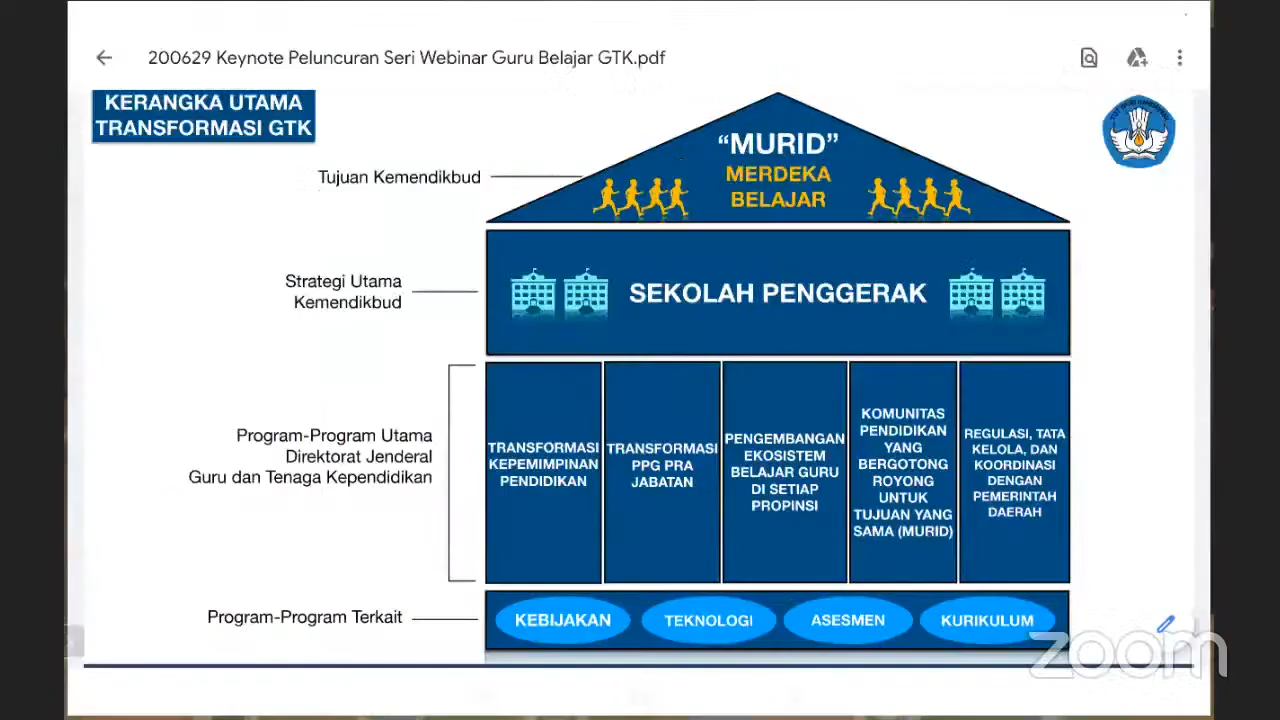 200629 Keynote Peluncuran Seri Webinar Guru Belajar GTK.pdf
KERANGKA UTAMA
TRANSFORMASI GTK
“MURID”
MERDEKA
BELAJAR
Tujuan Kemendikbud
Strategi Utama
Kemendikbud
SEKOLAH PENGGERAK
Program-Program Utama
Direktorat Jenderal
Guru dan Tenaga Kependidikan
TRANSFORMASI
KEPEMIMPINAN
PENDIDIKAN
TRANSFORMASI
PPG PRA
JABATAN
PENGEMBANGAN
EKOSISTEM
BELAJAR GURU
DI SETIAP
PROPINSI
KOMUNITAS
PENDIDIKAN
YANG
BERGOTONG
ROYONG
UNTUK
TUJUAN YANG
SAMA (MURID)
REGULASI, TATA
KELOLA, DAN
KOORDINASI
DENGAN
PEMERINTAH
DAERAH
Program-Program Terkait
KEBIJAKAN
TEKNOLOGI
ASESMEN
KURIKULUM
zoom